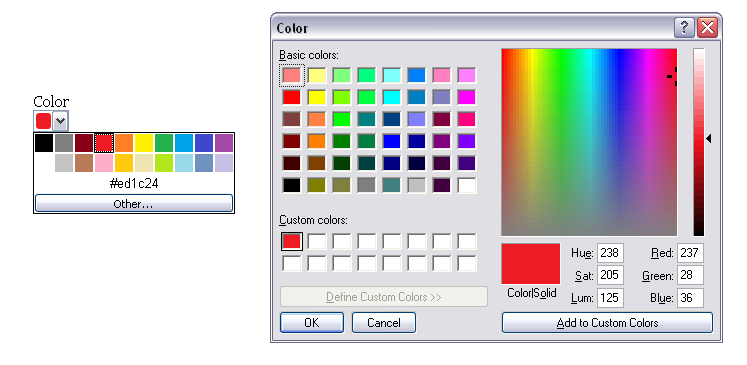 Color
#ed1c24
Other...
Color
Basic colors:
Custom colors:
Define Custom Colors >>
OK Cancel
Color|Solid
Hue: 238 Red: 237
Sat: 205 Green: 28
Lum: 125 Blue: 36
Add to Custom Colors